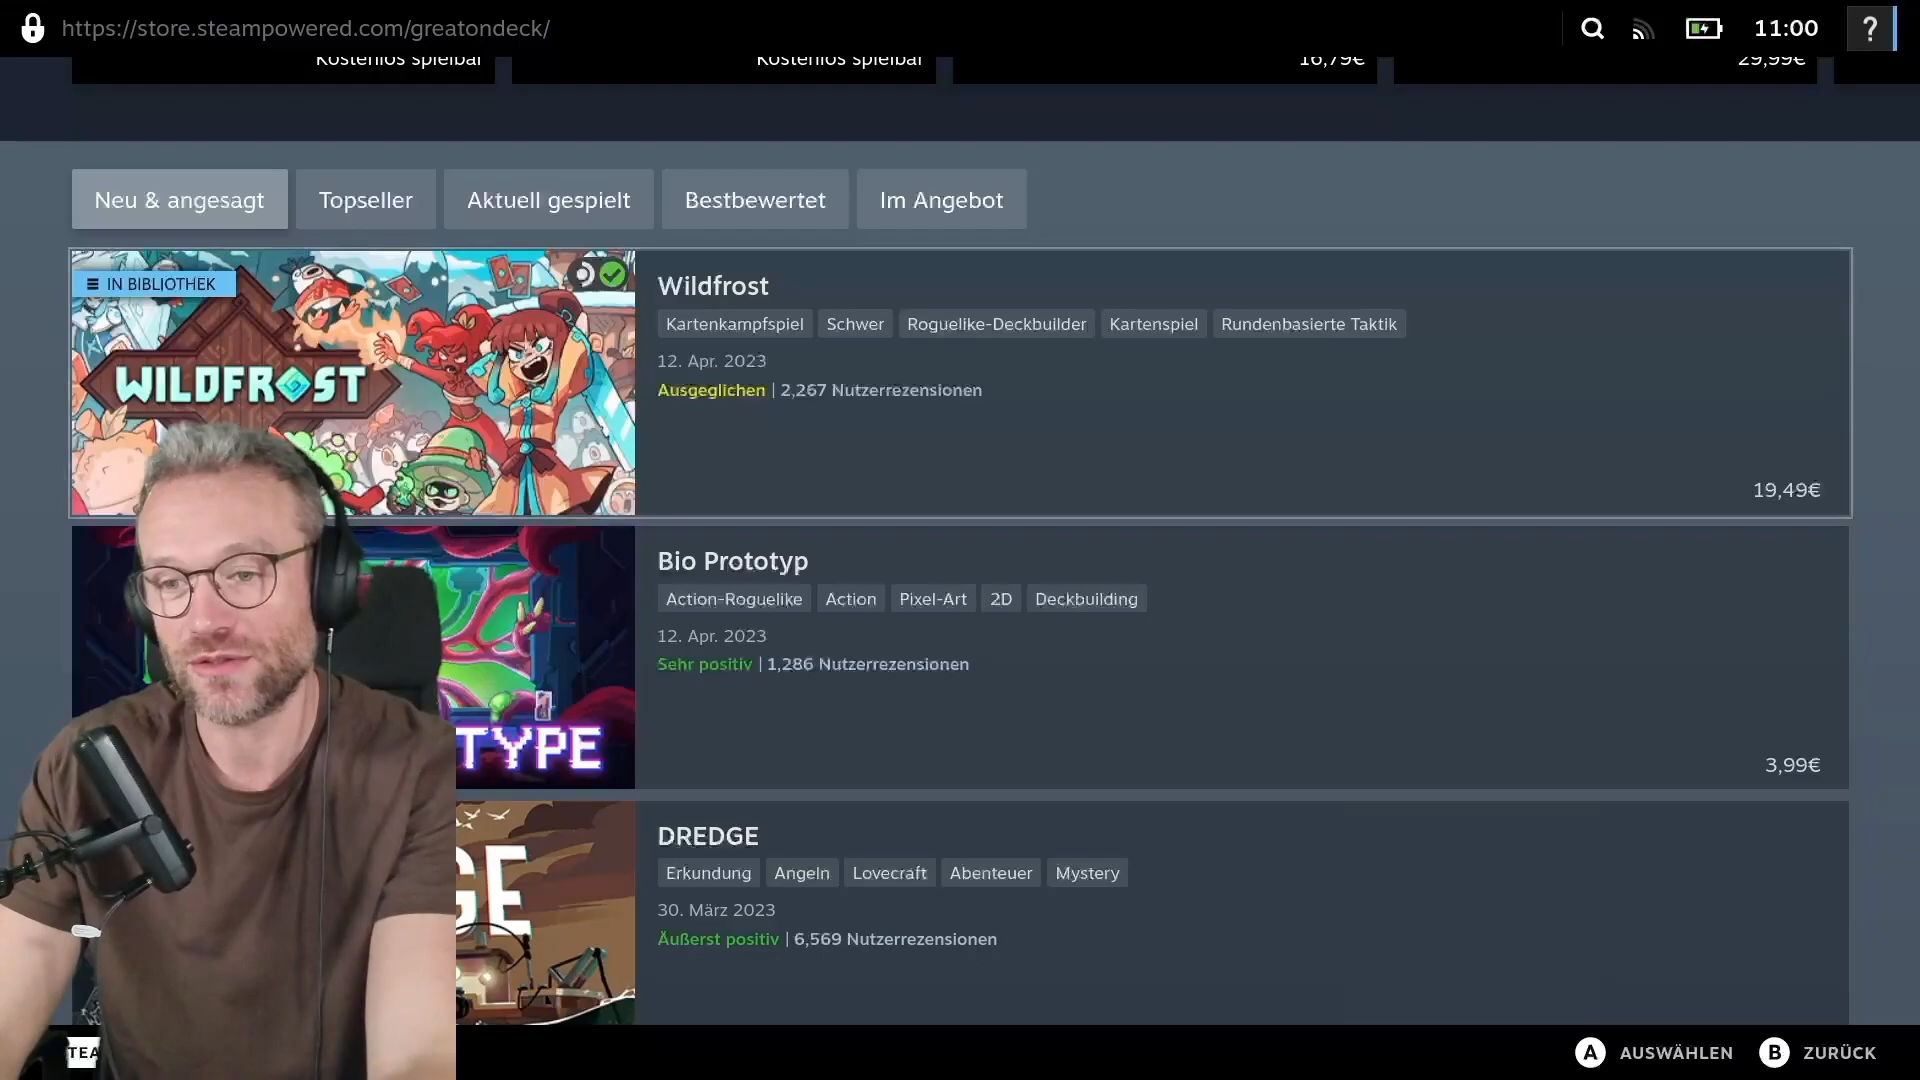 https://store.steampowered.com/greatondeck/
11:00
?
Kostenlos spielbar
Kostenlos spielbar
16,79€
29,99€
Neu & angesagt
Topseller
Aktuell gespielt
Bestbewertet
Im Angebot
IN BIBLIOTHEK
WILDFROST
Wildfrost
Kartenkampfspiel
Schwer
Roguelike-Deckbuilder
Kartenspiel
Rundenbasierte Taktik
12. Apr. 2023
Ausgeglichen | 2,267 Nutzerrezensionen
19,49€
TYPE
Bio Prototyp
Action-Roguelike
Action
Pixel-Art
2D
Deckbuilding
12. Apr. 2023
Sehr positiv | 1,286 Nutzerrezensionen
3,99€
GE
DREDGE
Erkundung
Angeln
Lovecraft
Abenteuer
Mystery
30. März 2023
Äußerst positiv | 6,569 Nutzerrezensionen
TEA
A AUSWÄHLEN
B ZURÜCK